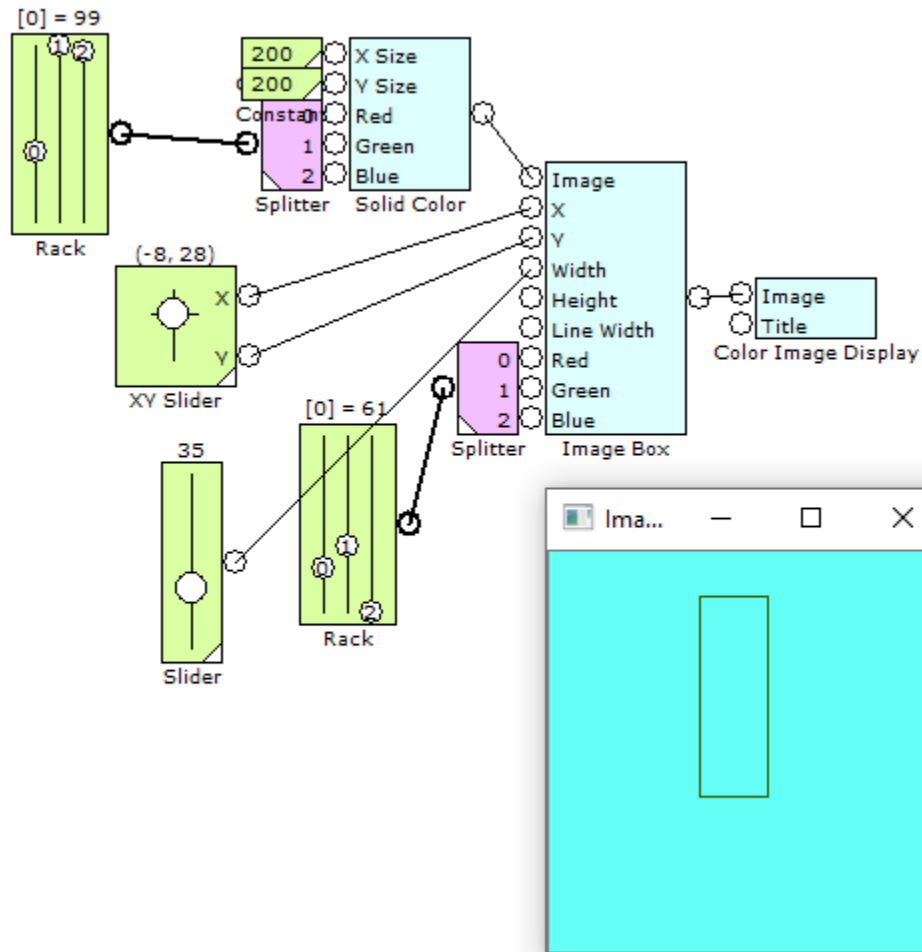 [0] = 99
0
1
2
Rack
200
200
Constant
0
1
2
Splitter
X Size
Y Size
Red
Green
Blue
Solid Color
(-8, 28)
X
Y
XY Slider
35
Slider
[0] = 61
0
1
2
Rack
0
1
2
Splitter
Image
X
Y
Width
Height
Line Width
Red
Green
Blue
Image Box
Image
Title
Color Image Display
Ima...